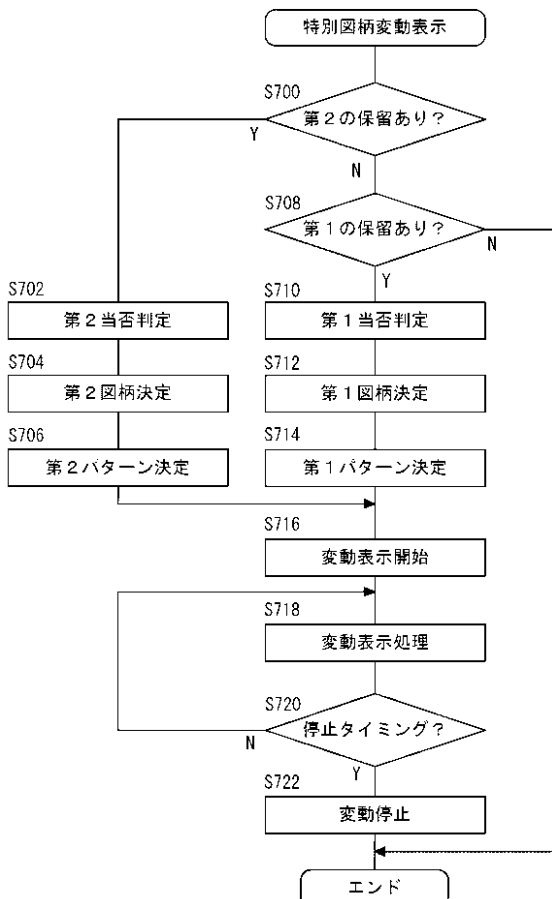 特別図柄変動表示
S700
第2の保留あり？
Y
N
S708
第1の保留あり？
N
Y
S702
第2当否判定
S710
第1当否判定
S704
第2図柄決定
S712
第1図柄決定
S706
第2パターン決定
S714
第1パターン決定
S716
変動表示開始
S718
変動表示処理
S720
停止タイミング？
N
Y
S722
変動停止
エンド